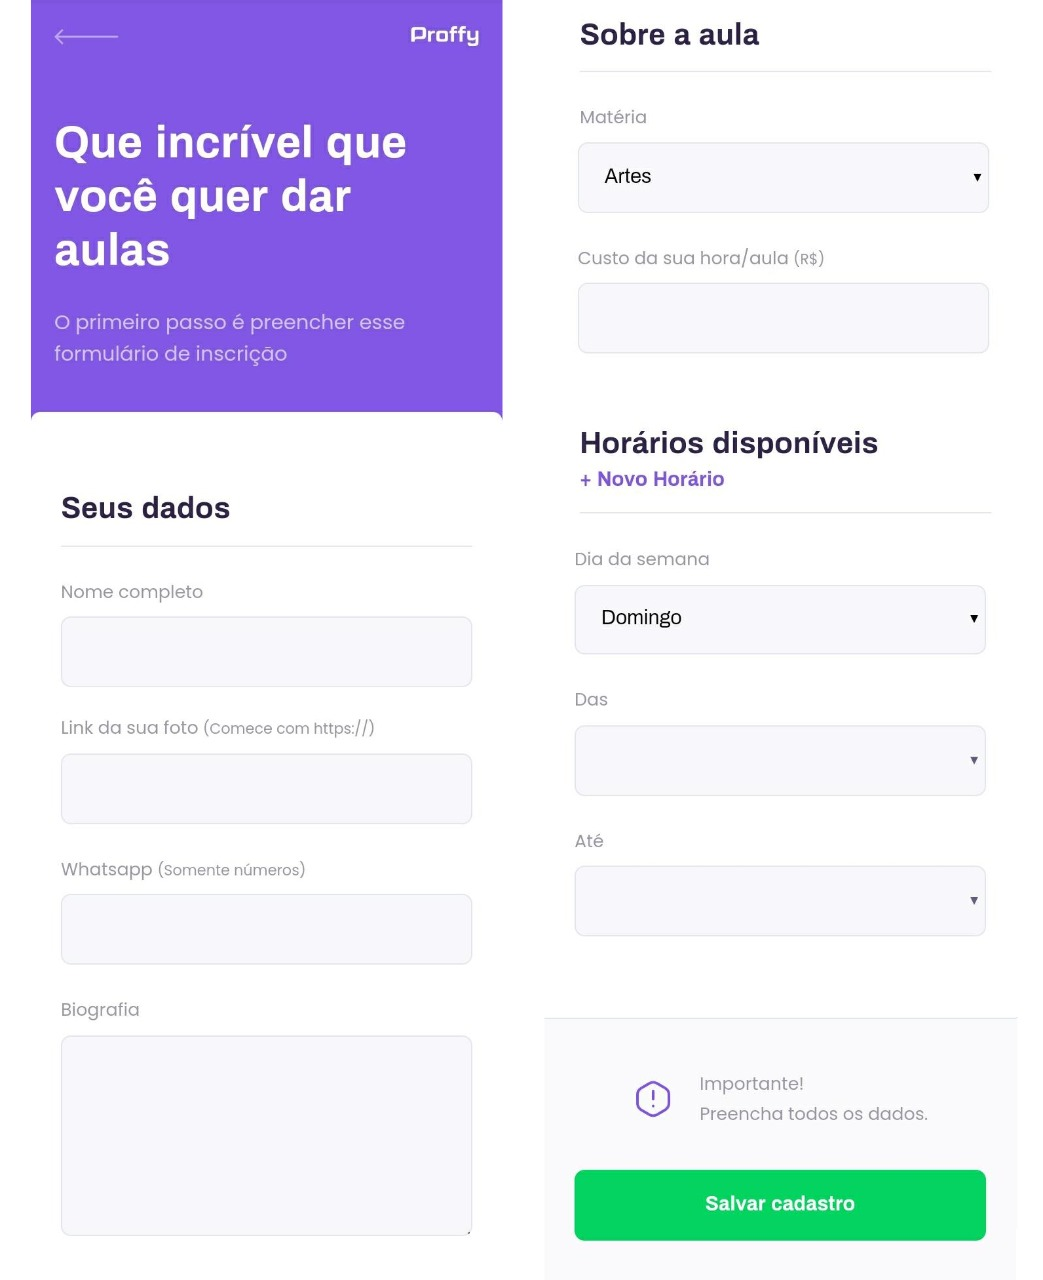 Proffy
Que incrível que
você quer dar
aulas
O primeiro passo é preencher esse
formulário de inscrição
Seus dados
Nome completo
Link da sua foto (Comece com https://)
Whatsapp (Somente números)
Biografia
Sobre a aula
Matéria
Artes
Custo da sua hora/aula (R$)
Horários disponíveis
+ Novo Horário
Dia da semana
Domingo
Das
Até
Importante!
Preencha todos os dados.
Salvar cadastro